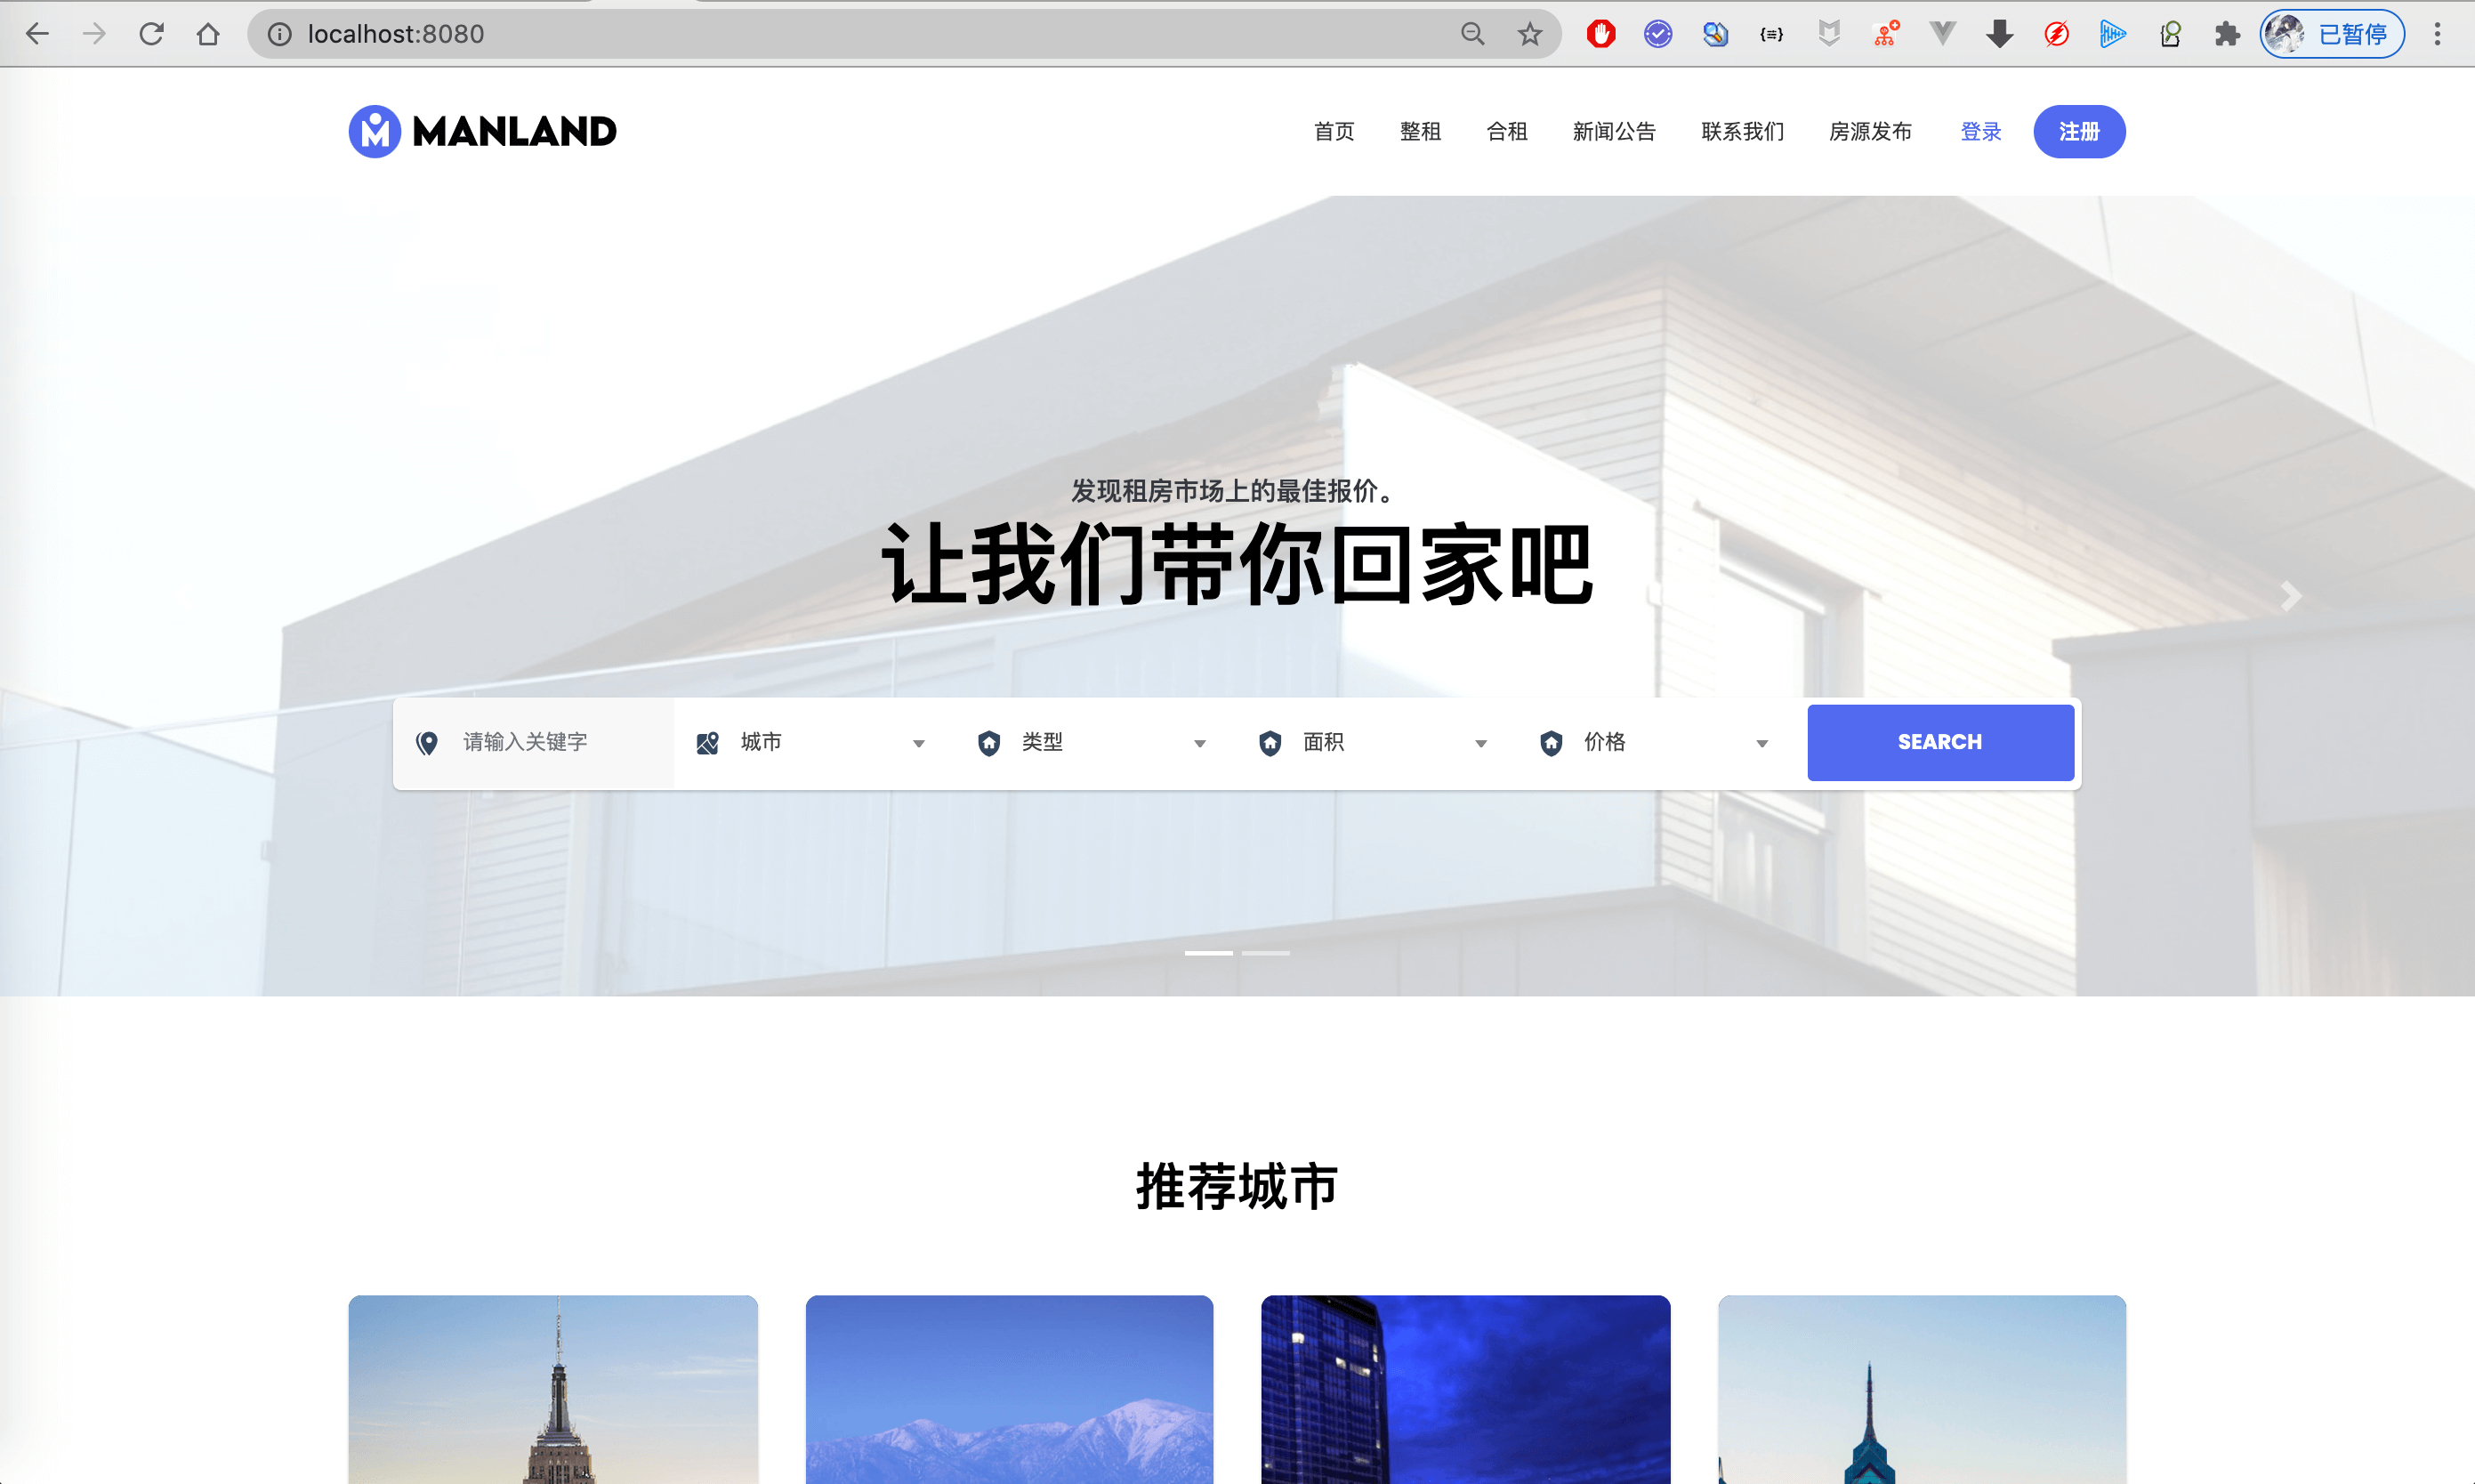 localhost:8080
已暂停
MANLAND
首页 整租 合租 新闻公告 联系我们 房源发布 登录 注册
发现租房市场上的最佳报价。
让我们带你回家吧
请输入关键字 城市 类型 面积 价格 SEARCH
推荐城市